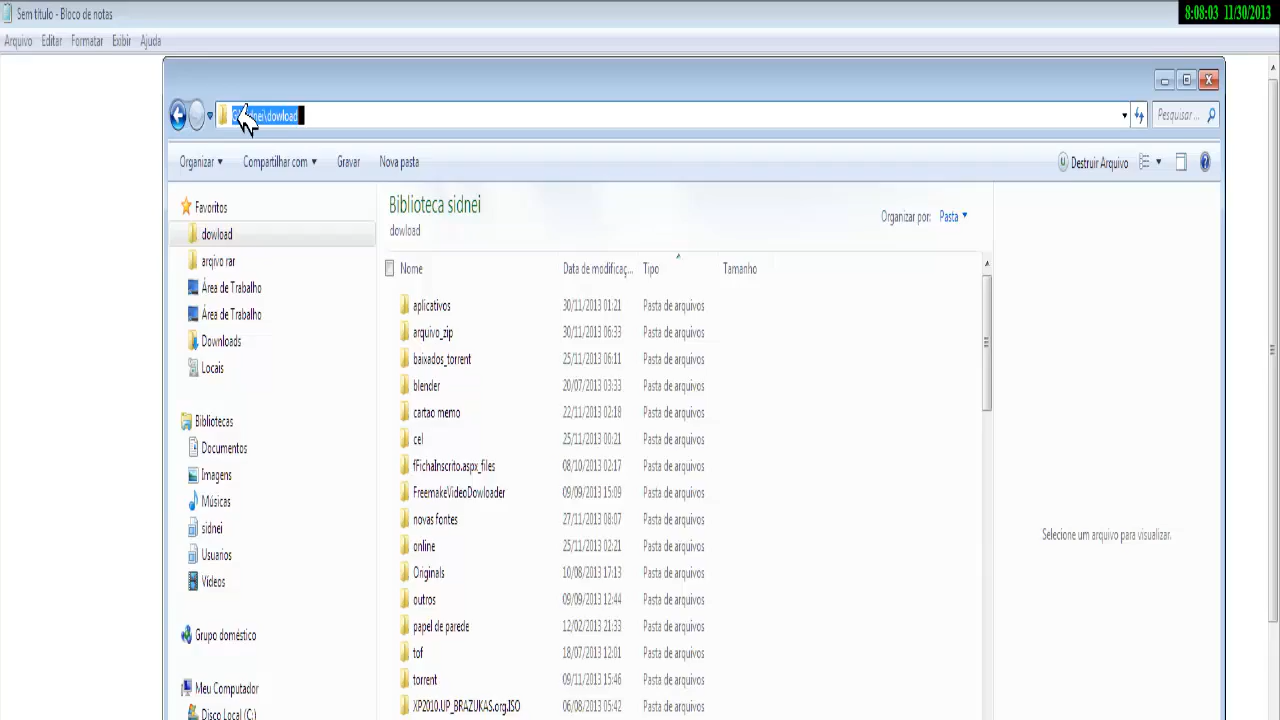 Sem título - Bloco de notas
8:08:03 11/30/2013
Arquivo Editar Formatar Exibir Ajuda
Pesquisar...
Organizar Compartilhar com Gravar Nova pasta Destruir Arquivo
Favoritos
dowload
arqivo rar
Área de Trabalho
Área de Trabalho
Downloads
Locais
Bibliotecas
Documentos
Imagens
Músicas
sidnei
Usuarios
Vídeos
Grupo doméstico
Meu Computador
Disco Local (C:)
Biblioteca sidnei
dowload
Organizar por: Pasta
Nome Data de modificaç... Tipo Tamanho
aplicativos 30/11/2013 01:21 Pasta de arquivos
arquivo_zip 30/11/2013 06:33 Pasta de arquivos
baixados_torrent 25/11/2013 06:11 Pasta de arquivos
blender 20/07/2013 03:33 Pasta de arquivos
cartao memo 22/11/2013 02:18 Pasta de arquivos
cel 25/11/2013 00:21 Pasta de arquivos
fFichaInscrito.aspx_files 08/10/2013 02:17 Pasta de arquivos
FreemakeVideoDowloader 09/09/2013 15:09 Pasta de arquivos
novas fontes 27/11/2013 08:07 Pasta de arquivos
online 25/11/2013 02:21 Pasta de arquivos
Originals 10/08/2013 17:13 Pasta de arquivos
outros 09/09/2013 12:44 Pasta de arquivos
papel de parede 12/02/2013 21:33 Pasta de arquivos
tof 18/07/2013 12:01 Pasta de arquivos
torrent 09/11/2013 15:46 Pasta de arquivos
XP2010.UP_BRAZUKAS.org.ISO 06/08/2013 05:42 Pasta de arquivos
Selecione um arquivo para visualizar.